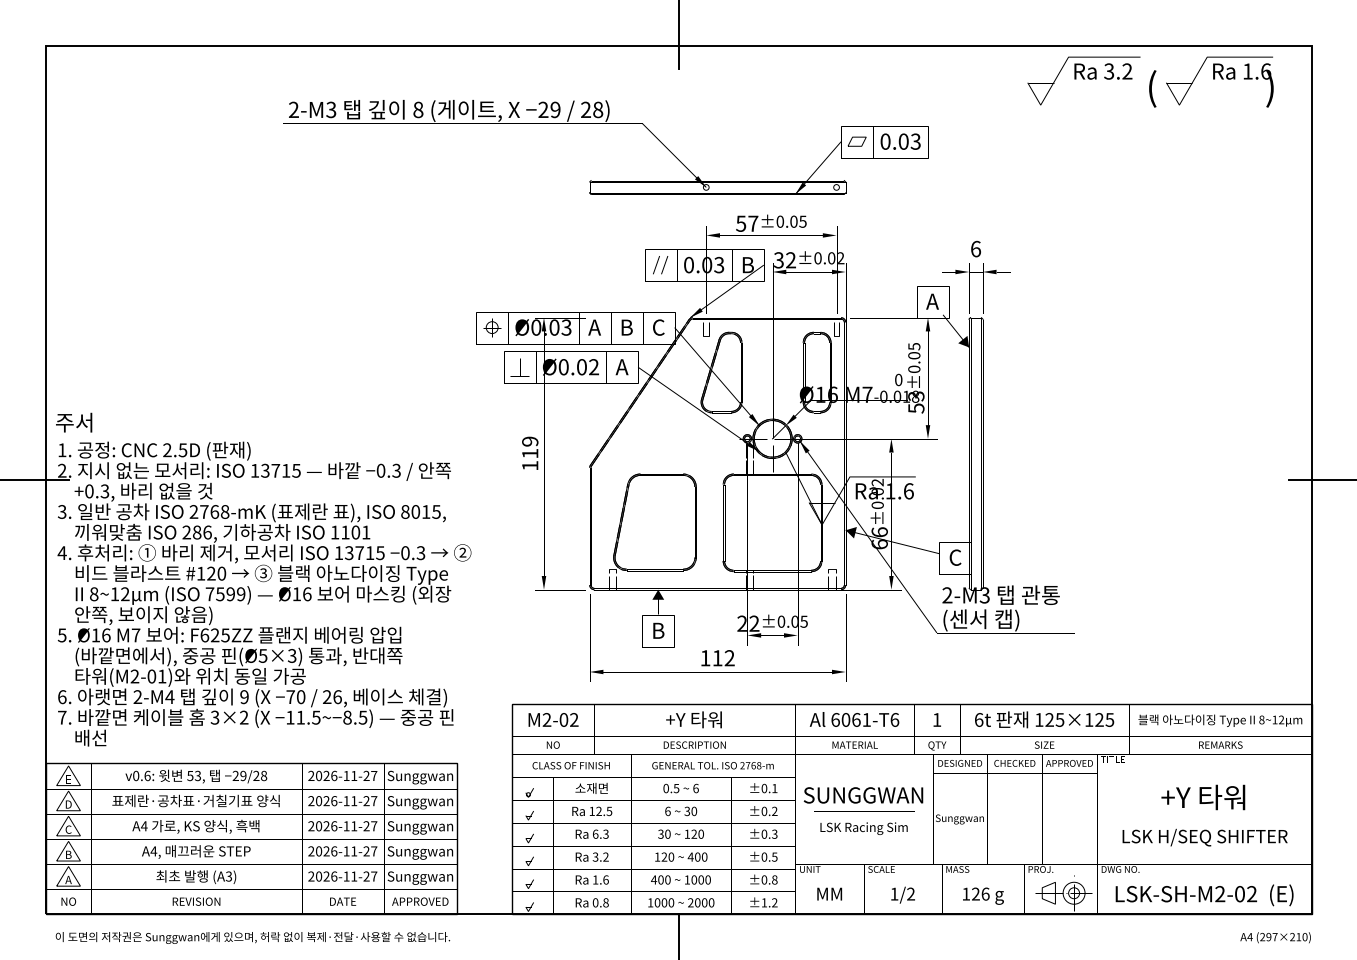 Ra 3.2 ( Ra 1.6 )
2-M3 탭 깊이 8 (게이트, X −29 / 28)
0.03
57±0.05
// 0.03 B
32±0.02
6
A
Ø0.03 A B C
Ø0.02 A
Ø16 M7
0
-0.018
53±0.05
119
Ra 1.6
66±0.02
C
2-M3 탭 관통
(센서 캡)
B
22±0.05
112
주서
1. 공정: CNC 2.5D (판재)
2. 지시 없는 모서리: ISO 13715 — 바깥 −0.3 / 안쪽
+0.3, 바리 없을 것
3. 일반 공차 ISO 2768-mK (표제란 표), ISO 8015,
끼워맞춤 ISO 286, 기하공차 ISO 1101
4. 후처리: ① 바리 제거, 모서리 ISO 13715 −0.3 → ②
비드 블라스트 #120 → ③ 블랙 아노다이징 Type
II 8~12μm (ISO 7599) — Ø16 보어 마스킹 (외장
안쪽, 보이지 않음)
5. Ø16 M7 보어: F625ZZ 플랜지 베어링 압입
(바깥면에서), 중공 핀(Ø5×3) 통과, 반대쪽
타워(M2-01)와 위치 동일 가공
6. 아랫면 2-M4 탭 깊이 9 (X −70 / 26, 베이스 체결)
7. 바깥면 케이블 홈 3×2 (X −11.5~−8.5) — 중공 핀
배선
E v0.6: 윗변 53, 탭 −29/28 2026-11-27 Sunggwan
D 표제란·공차표·거칠기표 양식 2026-11-27 Sunggwan
C A4 가로, KS 양식, 흑백 2026-11-27 Sunggwan
B A4, 매끄러운 STEP 2026-11-27 Sunggwan
A 최초 발행 (A3) 2026-11-27 Sunggwan
NO REVISION DATE APPROVED
M2-02 +Y 타워 Al 6061-T6 1 6t 판재 125×125 블랙 아노다이징 Type II 8~12μm
NO DESCRIPTION MATERIAL QTY SIZE REMARKS
CLASS OF FINISH GENERAL TOL. ISO 2768-m
소재면 0.5 ~ 6 ±0.1
Ra 12.5 6 ~ 30 ±0.2
Ra 6.3 30 ~ 120 ±0.3
Ra 3.2 120 ~ 400 ±0.5
Ra 1.6 400 ~ 1000 ±0.8
Ra 0.8 1000 ~ 2000 ±1.2
SUNGGWAN
LSK Racing Sim
DESIGNED CHECKED APPROVED
Sunggwan
TITLE
+Y 타워
LSK H/SEQ SHIFTER
UNIT SCALE MASS PROJ. DWG NO.
MM 1/2 126 g LSK-SH-M2-02 (E)
이 도면의 저작권은 Sunggwan에게 있으며, 허락 없이 복제·전달·사용할 수 없습니다.
A4 (297×210)